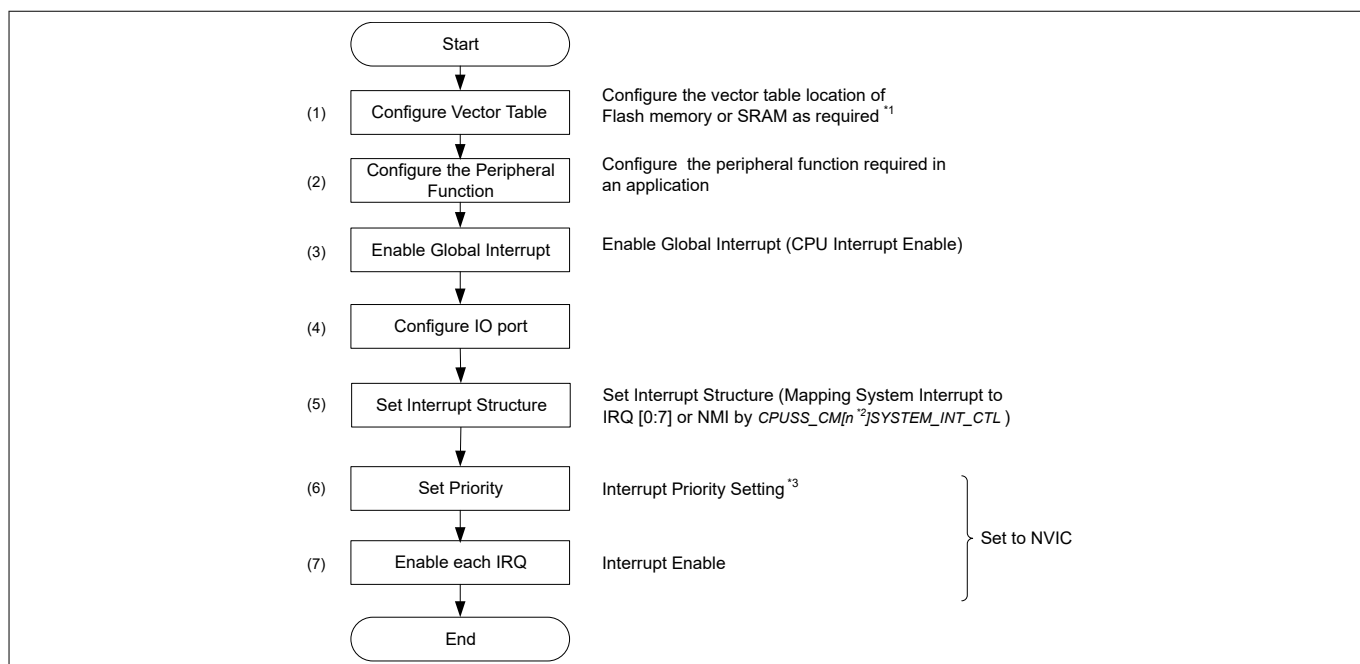 Start
(1)
Configure Vector Table
Configure the vector table location of
Flash memory or SRAM as required *1
(2)
Configure the Peripheral
Function
Configure the peripheral function required in
an application
(3)
Enable Global Interrupt
Enable Global Interrupt (CPU Interrupt Enable)
(4)
Configure IO port
(5)
Set Interrupt Structure
Set Interrupt Structure (Mapping System Interrupt to
IRQ [0:7] or NMI by CPUSS_CM[n *2]SYSTEM_INT_CTL )
(6)
Set Priority
Interrupt Priority Setting *3
Set to NVIC
(7)
Enable each IRQ
Interrupt Enable
End